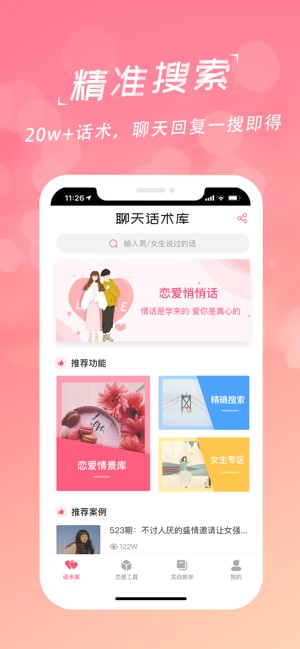 精准搜索
20w+话术，聊天回复一搜即得
11:26
聊天话术库
输入男/女生说过的话
恋爱悄悄话
情话是学来的 爱你是真心的
推荐功能
恋爱情景库
精确搜索
女生专区
推荐案例
523期：不讨人厌的盛情邀请让女强...
122W
话术库
恋爱工具
实战教学
我的